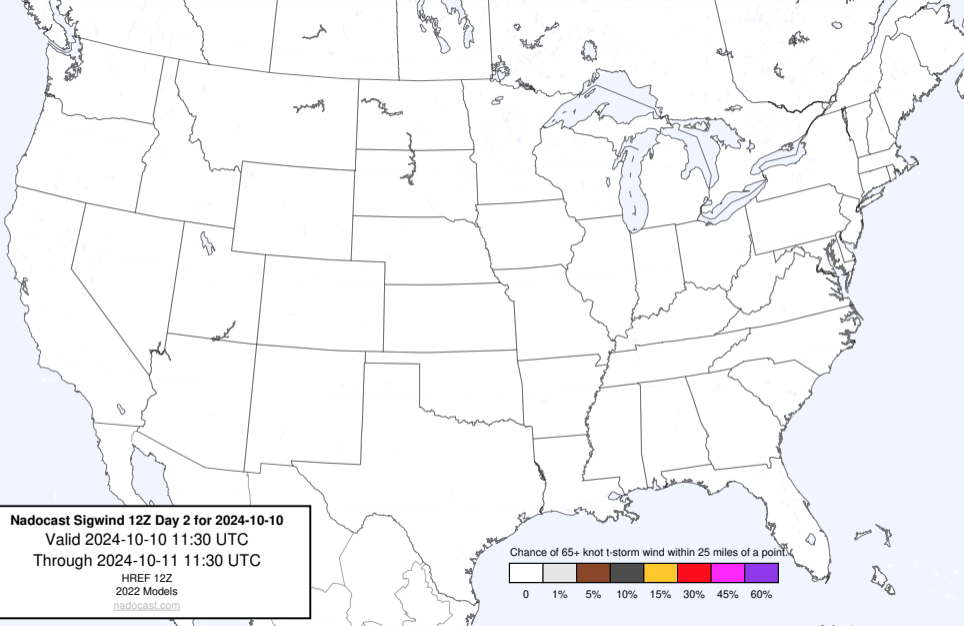 Nadocast Sigwind 12Z Day 2 for 2024-10-10
Valid 2024-10-10 11:30 UTC
Through 2024-10-11 11:30 UTC
HREF 12Z
2022 Models
nadocast.com
Chance of 65+ knot t-storm wind within 25 miles of a point.
0 1% 5% 10% 15% 30% 45% 60%